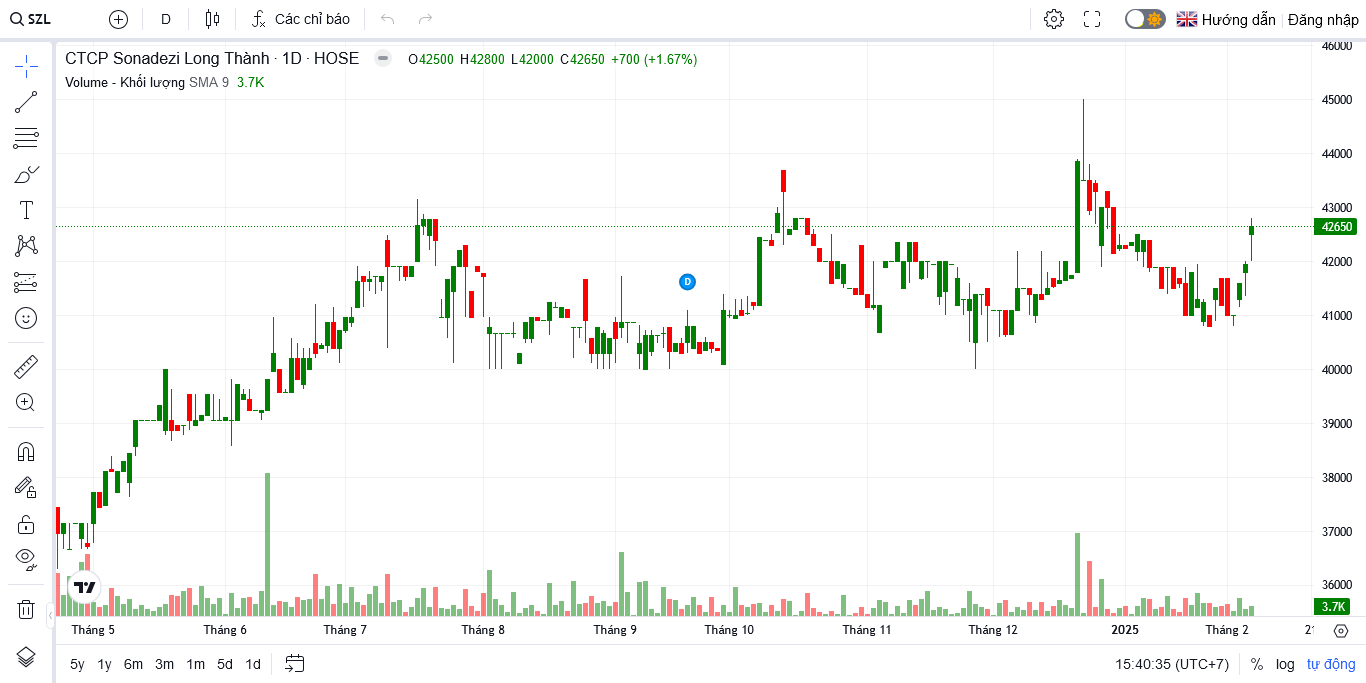 SZL D Các chỉ báo Hướng dẫn Đăng nhập
CTCP Sonadezi Long Thành · 1D · HOSE O42500 H42800 L42000 C42650 +700 (+1.67%)
Volume - Khối lượng SMA 9 3.7K
46000
45000
44000
43000
42650
42000
41000
40000
39000
38000
37000
36000
3.7K
D
Tháng 5 Tháng 6 Tháng 7 Tháng 8 Tháng 9 Tháng 10 Tháng 11 Tháng 12 2025 Tháng 2
5y 1y 6m 3m 1m 5d 1d 15:40:35 (UTC+7) % log tự động